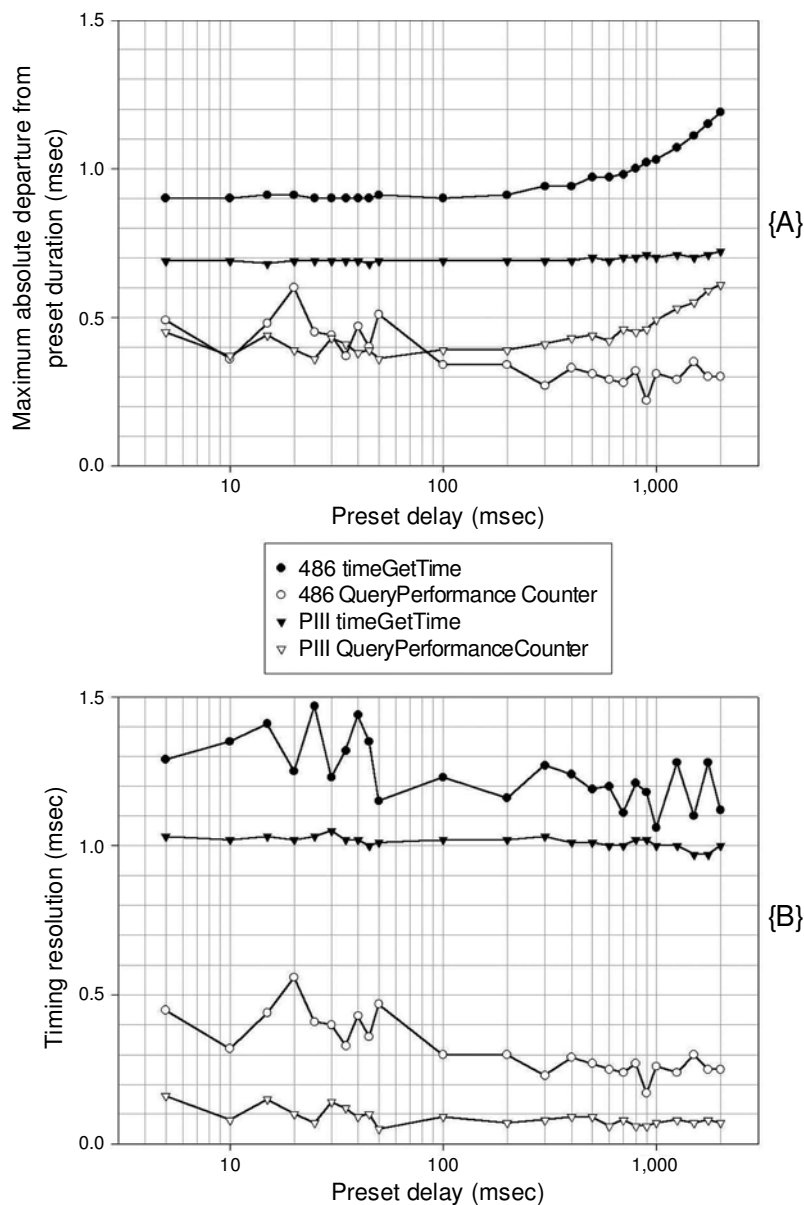 1.5
1.0
0.5
0.0
Maximum absolute departure from
preset duration (msec)
10
100
1,000
Preset delay (msec)
{A}
486 timeGetTime
486 QueryPerformance Counter
PIII timeGetTime
PIII QueryPerformanceCounter
1.5
1.0
0.5
0.0
Timing resolution (msec)
10
100
1,000
Preset delay (msec)
{B}